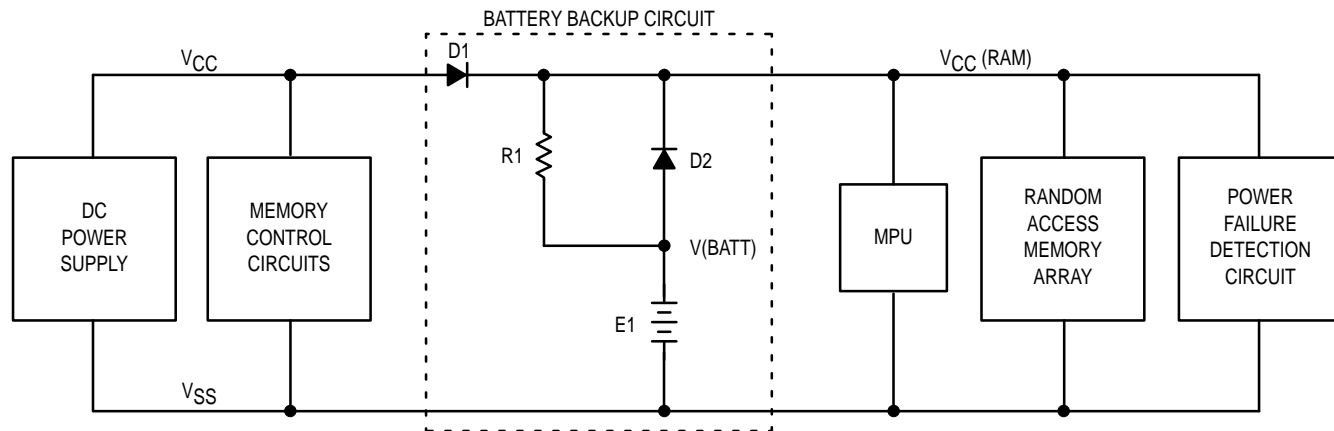 BATTERY BACKUP CIRCUIT
VCC
D1
VCC (RAM)
R1
D2
DC
POWER
SUPPLY
MEMORY
CONTROL
CIRCUITS
V(BATT)
E1
MPU
RANDOM
ACCESS
MEMORY
ARRAY
POWER
FAILURE
DETECTION
CIRCUIT
VSS